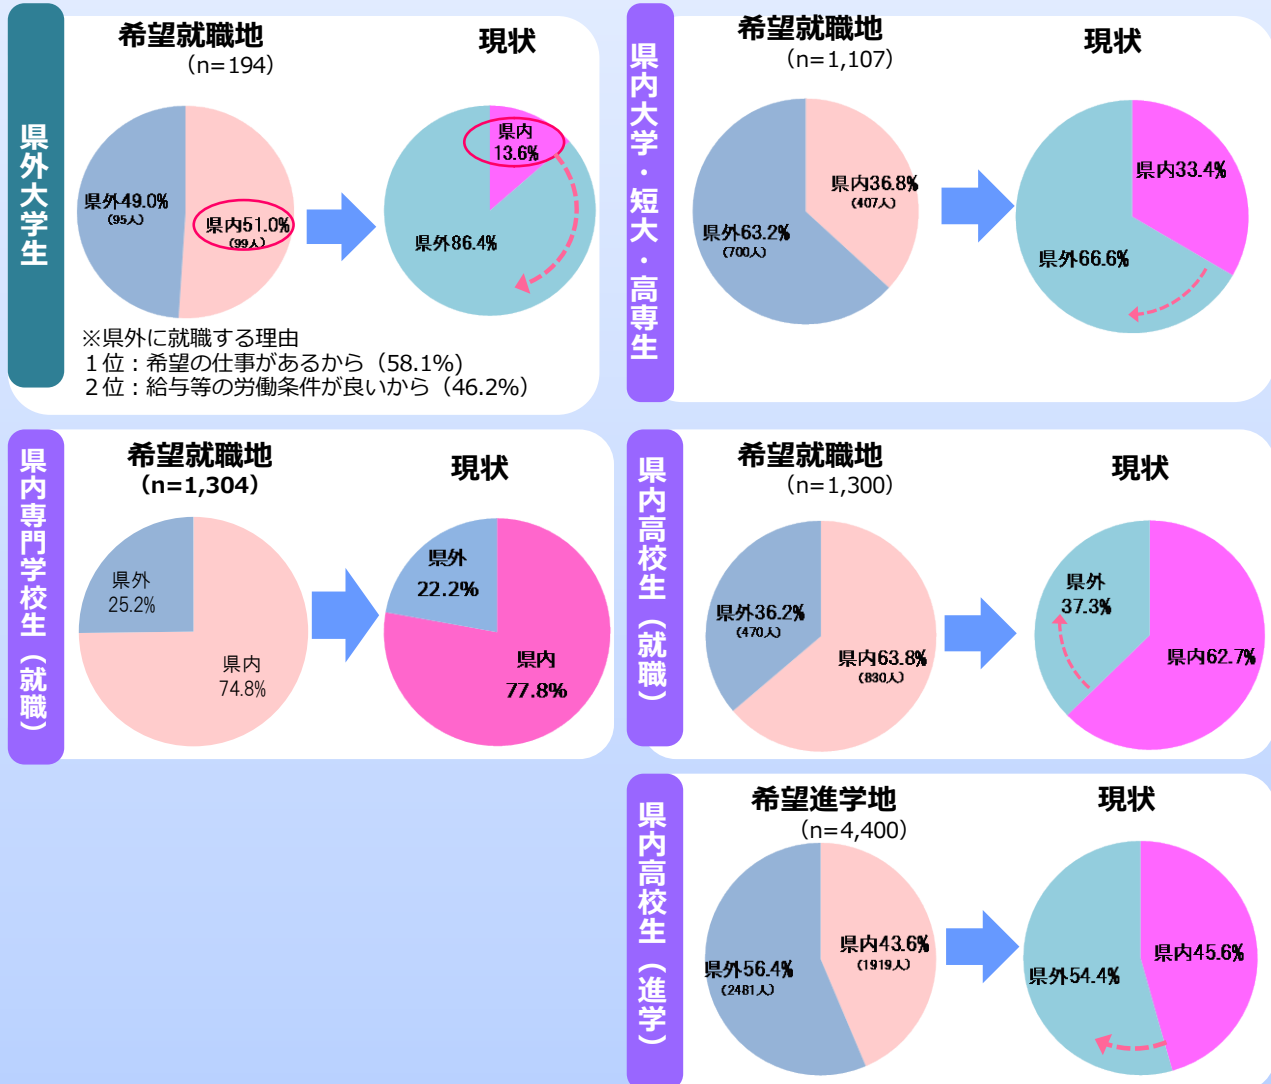 県外大学生
希望就職地
（n=194）
現状
県外49.0%
（95人）
県内51.0%
（99人）
県内
13.6%
県外86.4%
※県外に就職する理由
１位：希望の仕事があるから（58.1%）
２位：給与等の労働条件が良いから（46.2%）
県内大学・短大・高専生
希望就職地
（n=1,107）
現状
県内36.8%
（407人）
県外63.2%
（700人）
県内33.4%
県外66.6%
県内専門学校生（就職）
希望就職地
（n=1,304）
現状
県外
25.2%
県内
74.8%
県外
22.2%
県内
77.8%
県内高校生（就職）
希望就職地
（n=1,300）
現状
県外36.2%
（470人）
県内63.8%
（830人）
県外
37.3%
県内62.7%
県内高校生（進学）
希望進学地
（n=4,400）
現状
県内43.6%
（1919人）
県外56.4%
（2481人）
県内45.6%
県外54.4%